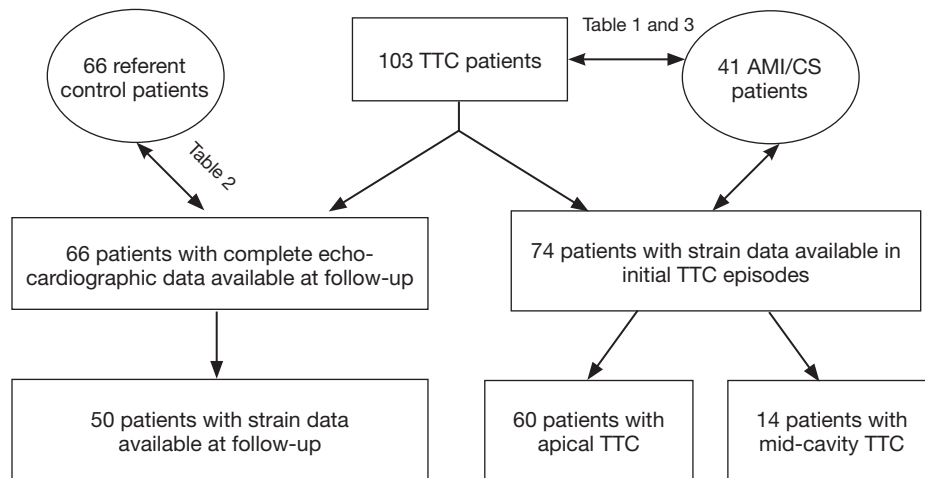 Table 1 and 3
66 referent
control patients
103 TTC patients
41 AMI/CS
patients
Table 2
66 patients with complete echo-
cardiographic data available at follow-up
74 patients with strain data available in
initial TTC episodes
50 patients with strain data
available at follow-up
60 patients with
apical TTC
14 patients with
mid-cavity TTC